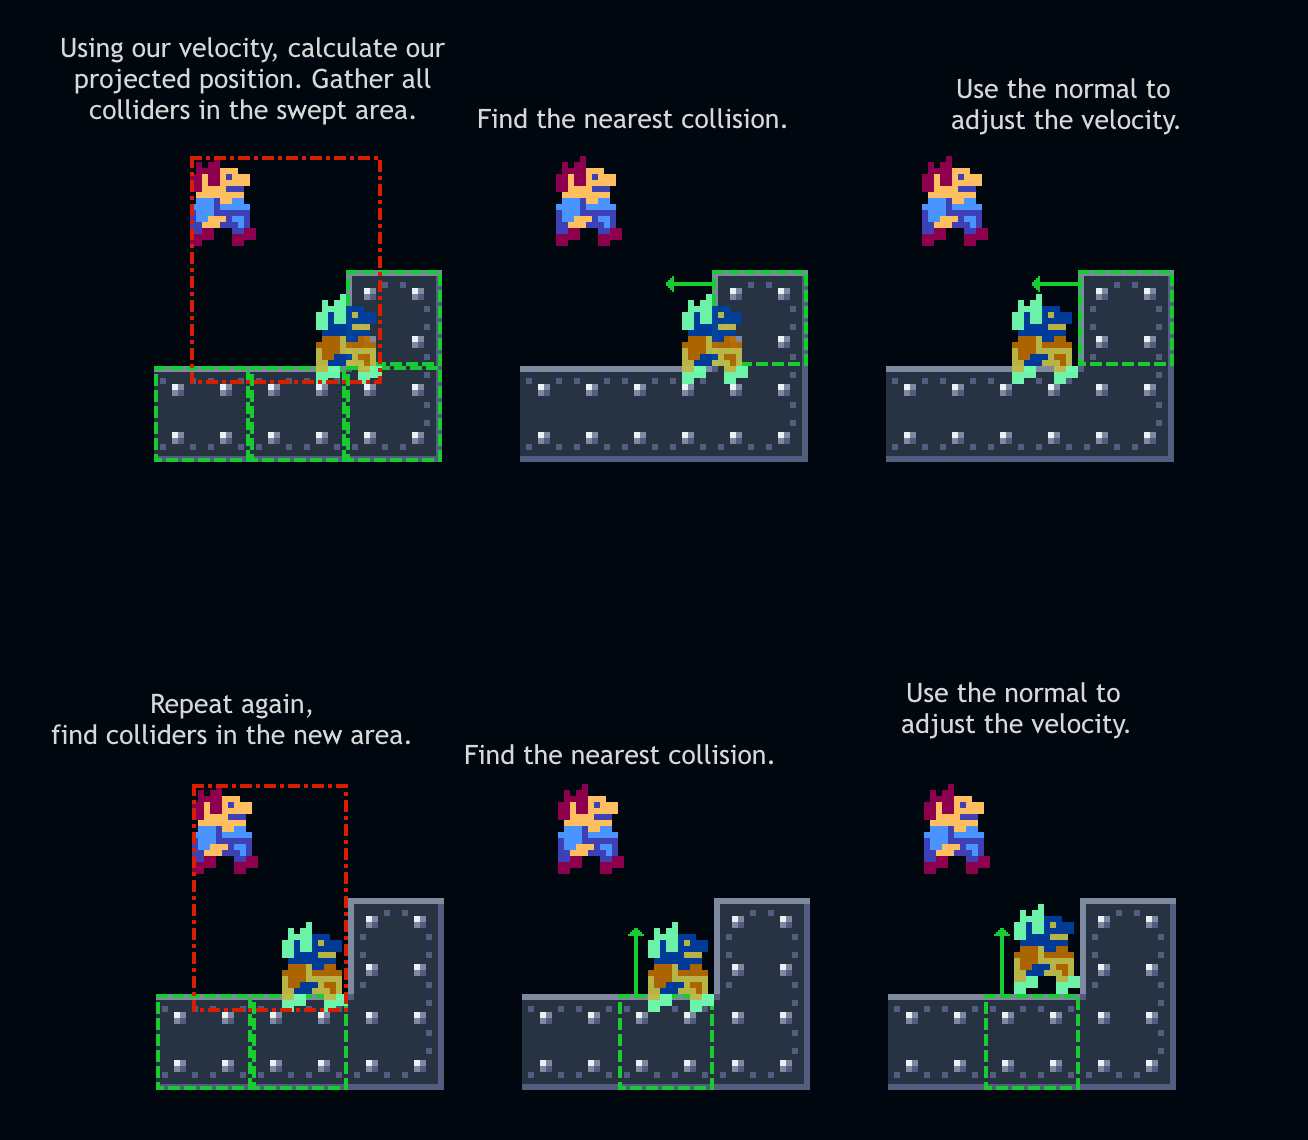 Using our velocity, calculate our
projected position. Gather all
colliders in the swept area.
Find the nearest collision.
Use the normal to
adjust the velocity.
Repeat again,
find colliders in the new area.
Find the nearest collision.
Use the normal to
adjust the velocity.